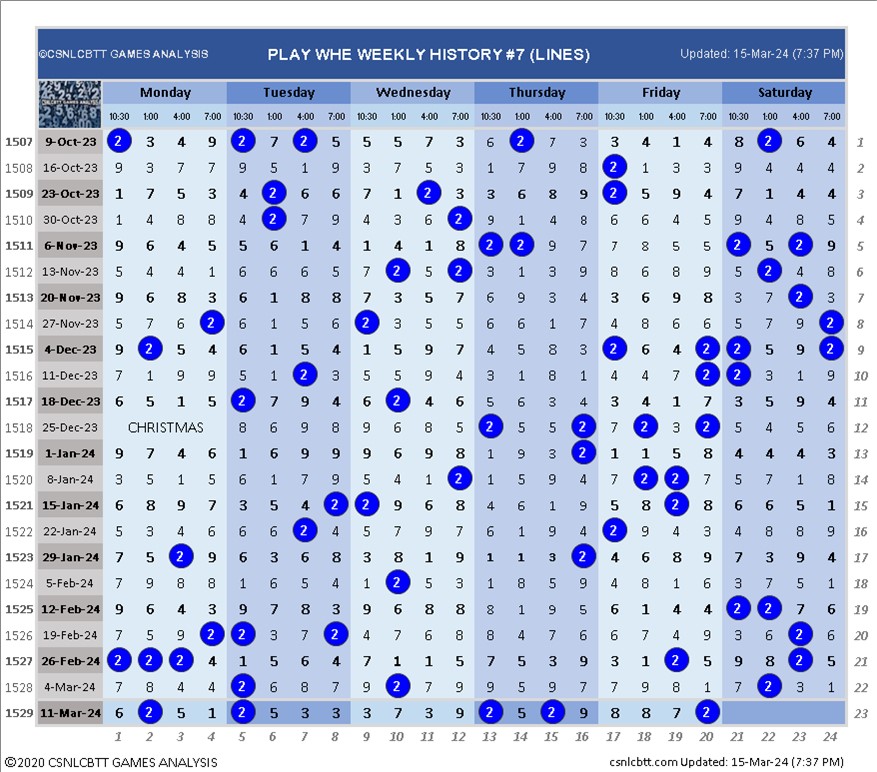 ©CSNLCBTT GAMES ANALYSIS PLAY WHE WEEKLY HISTORY #7 (LINES) Updated: 15-Mar-24 (7:37 PM)
Monday Tuesday Wednesday Thursday Friday Saturday
10:30 1:00 4:00 7:00 10:30 1:00 4:00 7:00 10:30 1:00 4:00 7:00 10:30 1:00 4:00 7:00 10:30 1:00 4:00 7:00 10:30 1:00 4:00 7:00
1507 9-Oct-23 2 3 4 9 2 7 2 5 5 5 7 3 6 2 7 3 3 4 1 4 8 2 6 4 1
1508 16-Oct-23 9 3 7 7 9 5 1 9 3 7 5 3 1 7 9 8 2 1 3 3 9 4 4 4 2
1509 23-Oct-23 1 7 5 3 4 2 6 6 7 1 2 3 3 6 8 9 2 5 9 4 7 1 4 4 3
1510 30-Oct-23 1 4 8 8 4 2 7 9 4 3 6 2 9 1 4 8 6 6 4 5 9 4 8 5 4
1511 6-Nov-23 9 6 4 5 5 6 1 4 1 4 1 8 2 2 9 7 7 8 5 5 2 5 2 9 5
1512 13-Nov-23 5 4 4 1 6 6 6 5 7 2 5 2 3 1 3 9 8 6 8 9 5 2 4 8 6
1513 20-Nov-23 9 6 8 3 6 1 8 8 7 3 5 7 6 9 3 4 3 6 9 8 3 7 2 3 7
1514 27-Nov-23 5 7 6 2 6 1 5 6 2 3 5 5 6 6 1 7 4 8 6 6 5 7 9 2 8
1515 4-Dec-23 9 2 5 4 6 1 5 4 1 5 9 7 4 5 8 3 2 6 4 2 2 5 9 2 9
1516 11-Dec-23 7 1 9 9 5 1 2 3 5 5 9 4 3 1 8 1 4 4 7 2 2 3 1 9 10
1517 18-Dec-23 6 5 1 5 2 7 9 4 6 2 4 6 5 6 3 4 3 4 1 7 3 5 9 4 11
1518 25-Dec-23 CHRISTMAS 8 6 9 8 9 6 8 5 2 5 5 2 7 2 3 2 5 4 5 6 12
1519 1-Jan-24 9 7 4 6 1 6 9 9 9 6 9 8 1 9 3 2 1 1 5 8 4 4 4 3 13
1520 8-Jan-24 3 5 1 5 6 1 7 9 5 4 1 2 1 5 9 4 7 2 2 4 5 7 1 8 14
1521 15-Jan-24 6 8 9 7 3 5 4 2 2 9 6 8 4 6 1 9 5 8 2 8 6 6 5 1 15
1522 22-Jan-24 5 3 4 6 6 6 2 4 5 7 9 7 6 1 5 9 2 9 4 3 4 8 8 9 16
1523 29-Jan-24 7 5 2 9 6 3 6 8 3 8 1 9 1 1 3 2 4 6 8 9 7 3 9 4 17
1524 5-Feb-24 7 9 8 8 1 6 5 4 1 2 5 3 1 8 5 9 4 8 1 6 3 7 5 1 18
1525 12-Feb-24 9 6 4 3 9 7 8 3 9 6 8 8 8 1 9 5 6 1 4 4 2 2 7 6 19
1526 19-Feb-24 7 5 9 2 2 3 7 2 4 7 6 8 8 4 7 6 6 7 4 9 3 6 2 6 20
1527 26-Feb-24 2 2 2 4 1 5 6 4 7 1 1 5 7 5 3 9 3 1 2 5 9 8 2 5 21
1528 4-Mar-24 7 8 4 4 2 6 8 7 9 2 7 9 9 5 9 9 7 9 8 1 7 2 3 1 22
1529 11-Mar-24 6 2 5 1 2 5 3 3 3 7 3 9 2 5 2 9 8 8 7 2 23
1 2 3 4 5 6 7 8 9 10 11 12 13 14 15 16 17 18 19 20 21 22 23 24
©2020 CSNLCBTT GAMES ANALYSIS csnlcbtt.com Updated: 15-Mar-24 (7:37 PM)